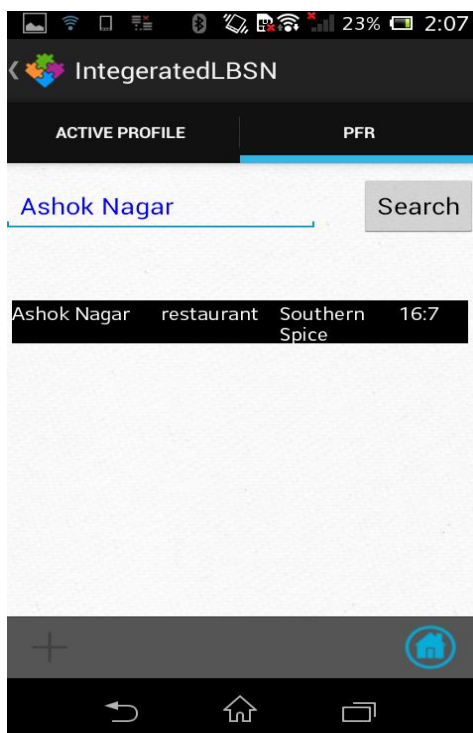 23% 2:07
IntegeratedLBSN
ACTIVE PROFILE PFR
Ashok Nagar Search
Ashok Nagar restaurant Southern Spice 16:7